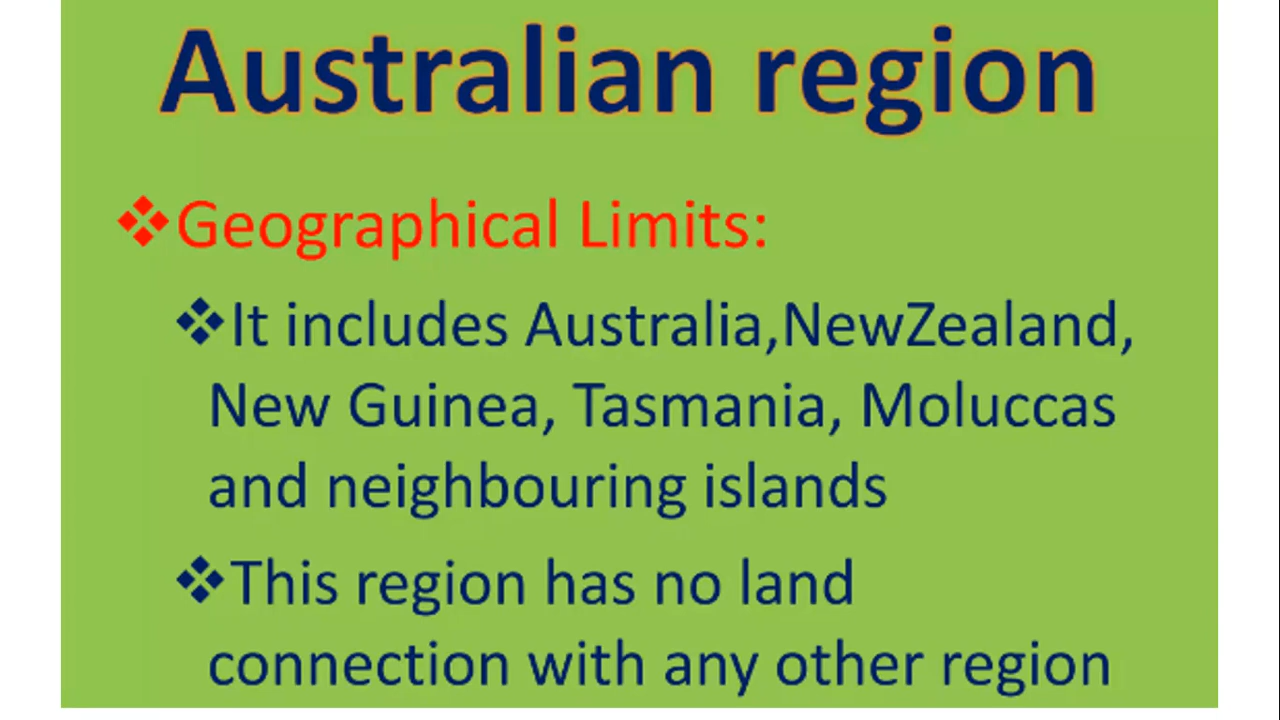 Australian region
❖Geographical Limits:
❖It includes Australia,NewZealand,
New Guinea, Tasmania, Moluccas
and neighbouring islands
❖This region has no land
connection with any other region